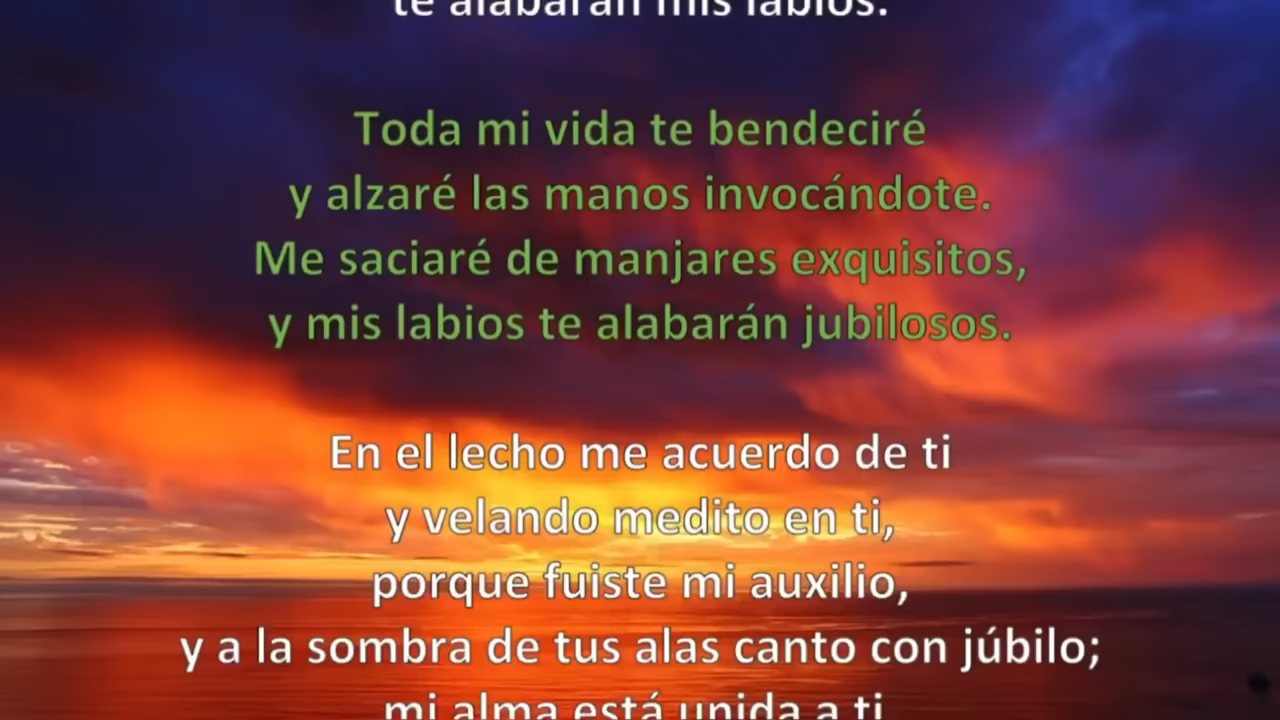 te alabarán mis labios.
Toda mi vida te bendeciré
y alzaré las manos invocándote.
Me saciaré de manjares exquisitos,
y mis labios te alabarán jubilosos.
En el lecho me acuerdo de ti
y velando medito en ti,
porque fuiste mi auxilio,
y a la sombra de tus alas canto con júbilo;
mi alma está unida a ti